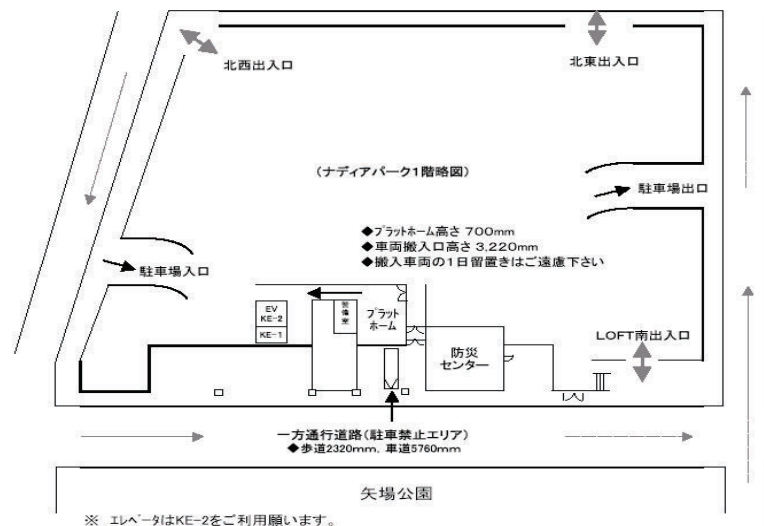 北西出入口
北東出入口
(ナディアパーク1階略図)
駐車場出口
◆プラットホーム高さ 700mm
◆車両搬入口高さ 3,220mm
◆搬入車両の1日留置きはご遠慮下さい
駐車場入口
EV
KE-2
KE-1
警備室
プラット
ホーム
防災
センター
LOFT南出入口
一方通行道路(駐車禁止エリア)
◆歩道2320mm, 車道5760mm
矢場公園
※ エレベータはKE-2をご利用願います。